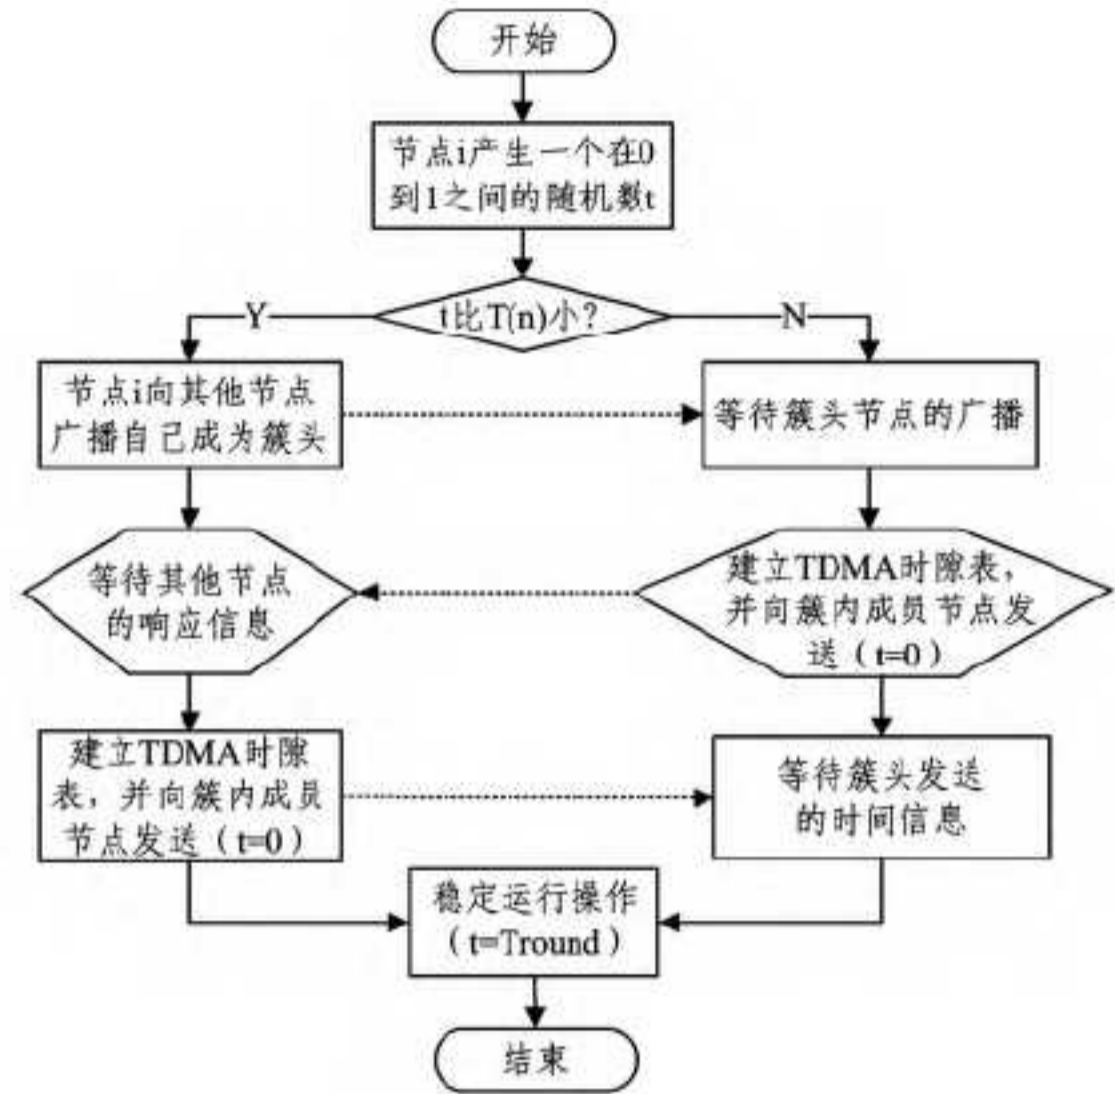 开始
节点i产生一个在0
到1之间的随机数t
t比T(n)小?
Y
N
节点i向其他节点
广播自己成为簇头
等待簇头节点的广播
等待其他节点
的响应信息
建立TDMA时隙表，
并向簇内成员节点发
送（t=0）
建立TDMA时隙
表，并向簇内成员
节点发送（t=0）
等待簇头发送
的时间信息
稳定运行操作
（t=Tround）
结束